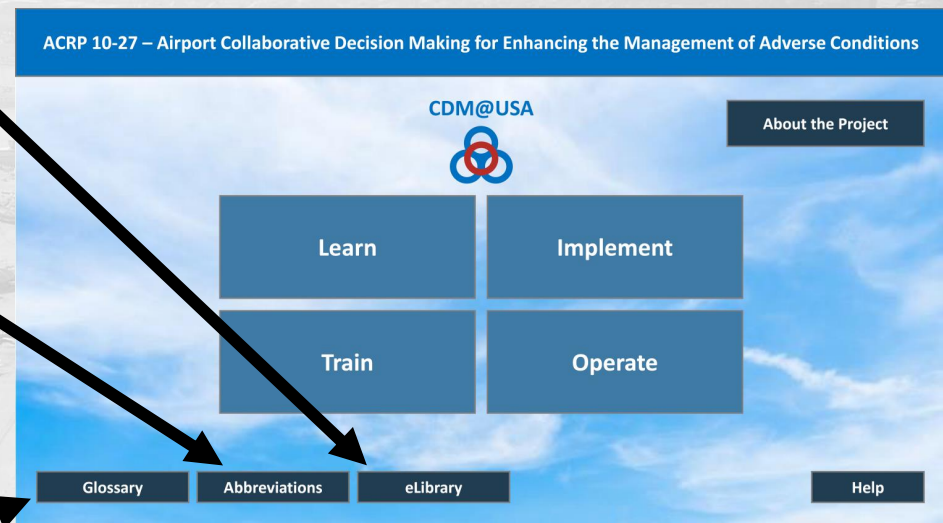 ACRP 10-27 – Airport Collaborative Decision Making for Enhancing the Management of Adverse Conditions
CDM@USA
About the Project
Learn
Implement
Train
Operate
Glossary
Abbreviations
eLibrary
Help